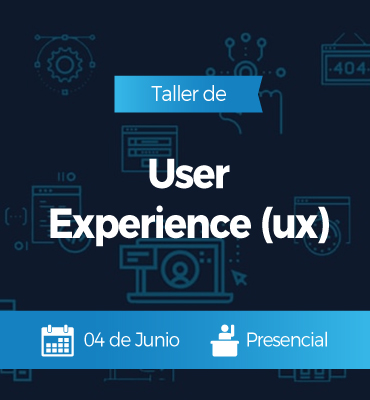 404
Taller de
User
Experience (ux)
04 de Junio
Presencial